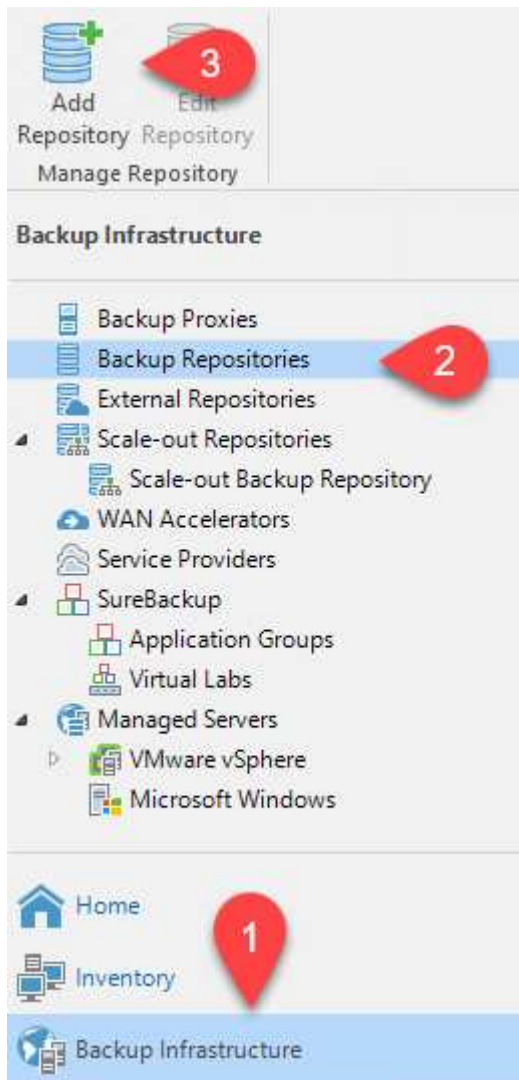 3
Add Edit
Repository Repository
Manage Repository
Backup Infrastructure
Backup Proxies
Backup Repositories
2
External Repositories
Scale-out Repositories
Scale-out Backup Repository
WAN Accelerators
Service Providers
SureBackup
Application Groups
Virtual Labs
Managed Servers
VMware vSphere
Microsoft Windows
Home
1
Inventory
Backup Infrastructure